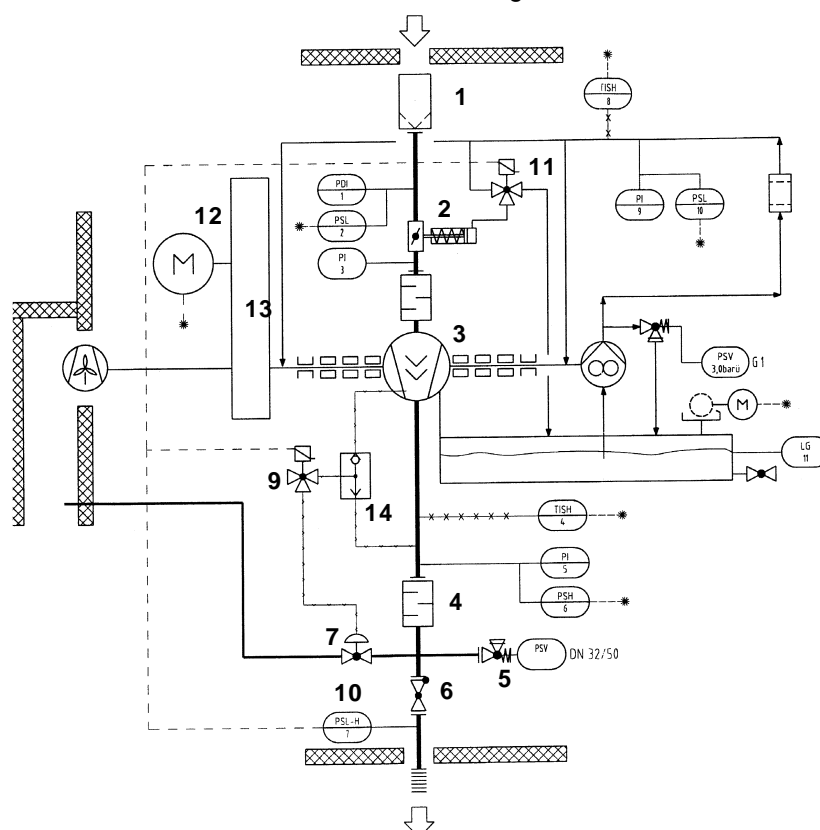 1
TISH
8
11
PDI
1
PSL
2
2
PI
3
PI
9
PSL
10
12
M
13
3
PSV
3,0barü
G1
M
LG
11
9
14
TISH
4
PI
5
PSH
6
4
7
PSV
DN 32/50
5
10
6
PSL-H
7